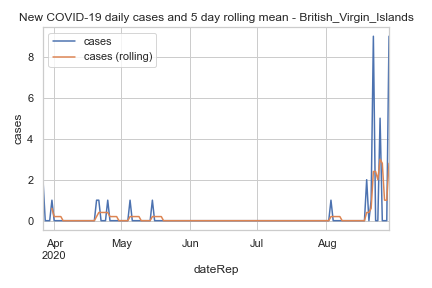 New COVID-19 daily cases and 5 day rolling mean - British_Virgin_Islands
cases
cases (rolling)
8
6
4
2
0
cases
Apr
2020
May
Jun
Jul
Aug
dateRep